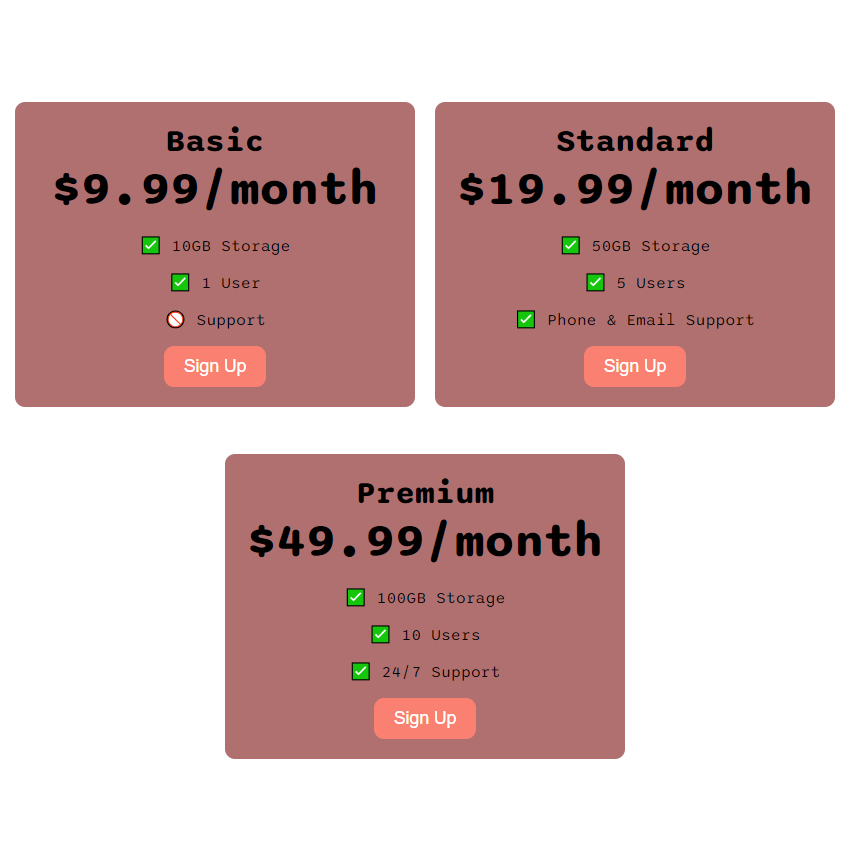 Basic
$9.99/month
✅ 10GB Storage
✅ 1 User
🚫 Support
Sign Up
Standard
$19.99/month
✅ 50GB Storage
✅ 5 Users
✅ Phone & Email Support
Sign Up
Premium
$49.99/month
✅ 100GB Storage
✅ 10 Users
✅ 24/7 Support
Sign Up